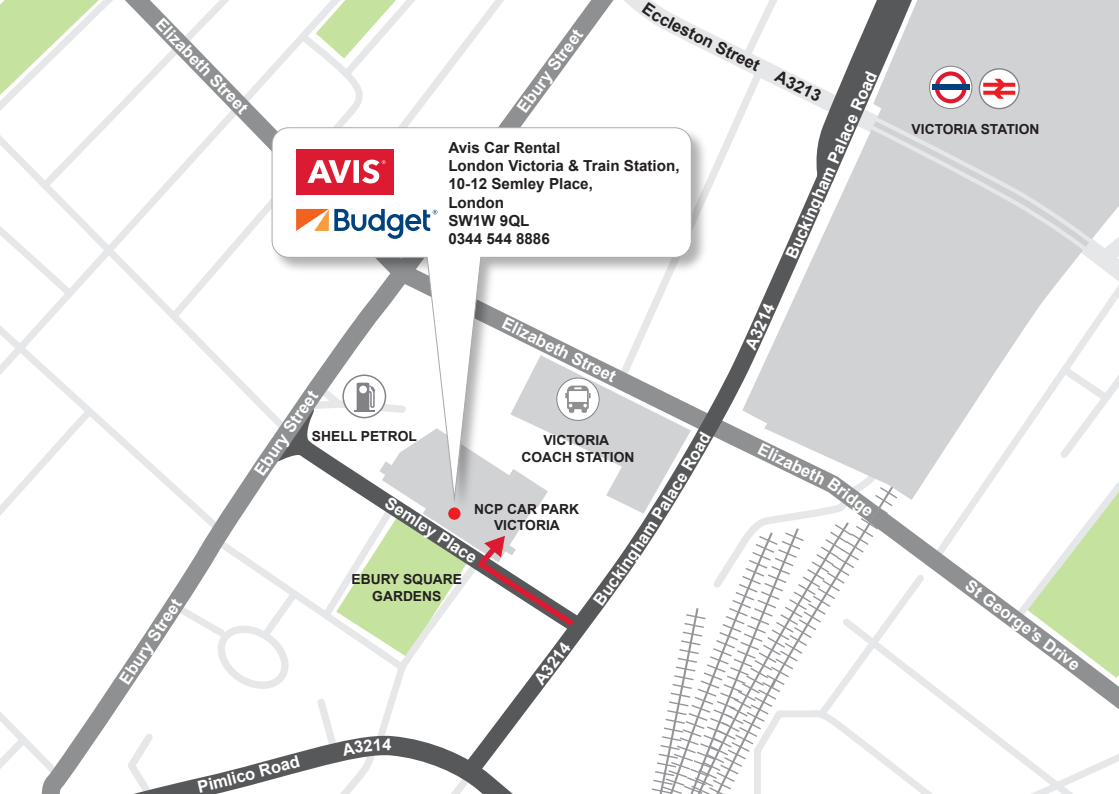 Eccleston Street A3213
Elizabeth Street
Ebury Street
Buckingham Palace Road
VICTORIA STATION
AVIS®
Budget®
Avis Car Rental
London Victoria & Train Station,
10-12 Semley Place,
London
SW1W 9QL
0344 544 8886
A3214
Elizabeth Street
Ebury Street
SHELL PETROL
VICTORIA
COACH STATION
Elizabeth Bridge
Buckingham Palace Road
Semley Place
NCP CAR PARK
VICTORIA
EBURY SQUARE
GARDENS
St George's Drive
Ebury Street
A3214
Pimlico Road
A3214